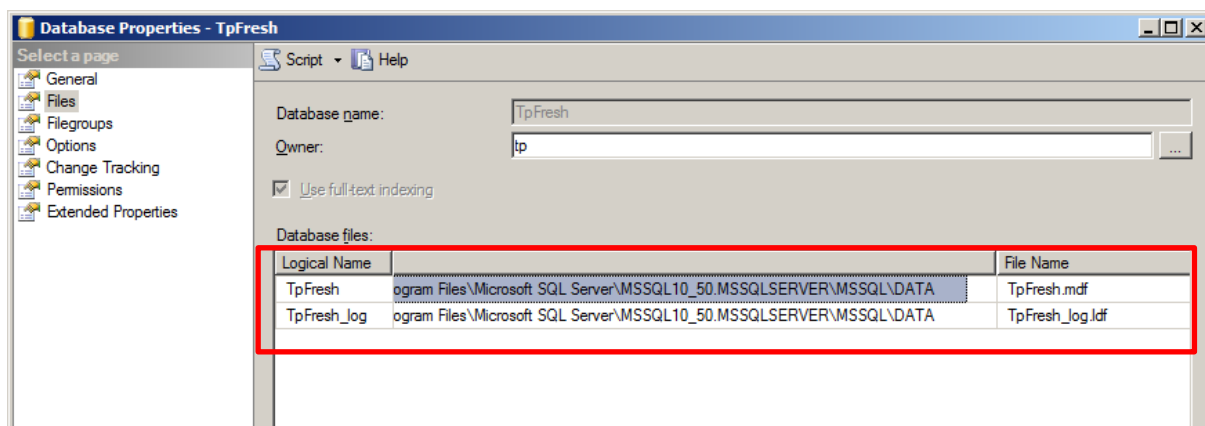 Database Properties - TpFresh
Select a page
General
Files
Filegroups
Options
Change Tracking
Permissions
Extended Properties
Script Help
Database name: TpFresh
Owner: tp ...
Use full-text indexing
Database files:
Logical Name File Name
TpFresh ogram Files\Microsoft SQL Server\MSSQL10_50.MSSQLSERVER\MSSQL\DATA TpFresh.mdf
TpFresh_log ogram Files\Microsoft SQL Server\MSSQL10_50.MSSQLSERVER\MSSQL\DATA TpFresh_log.ldf